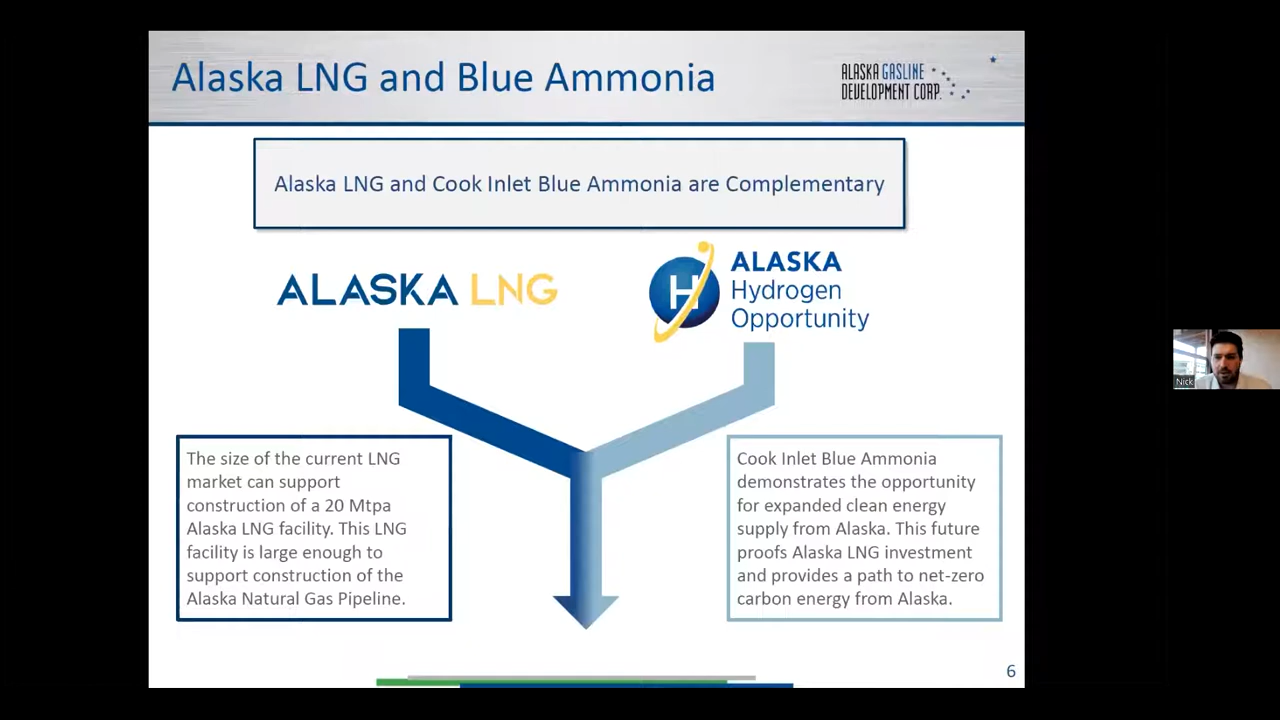 Alaska LNG and Blue Ammonia
ALASKA GASLINE
DEVELOPMENT CORP.
Alaska LNG and Cook Inlet Blue Ammonia are Complementary
ALASKA LNG
H
ALASKA
Hydrogen
Opportunity
The size of the current LNG
market can support
construction of a 20 Mtpa
Alaska LNG facility. This LNG
facility is large enough to
support construction of the
Alaska Natural Gas Pipeline.
Cook Inlet Blue Ammonia
demonstrates the opportunity
for expanded clean energy
supply from Alaska. This future
proofs Alaska LNG investment
and provides a path to net-zero
carbon energy from Alaska.
6
Nick